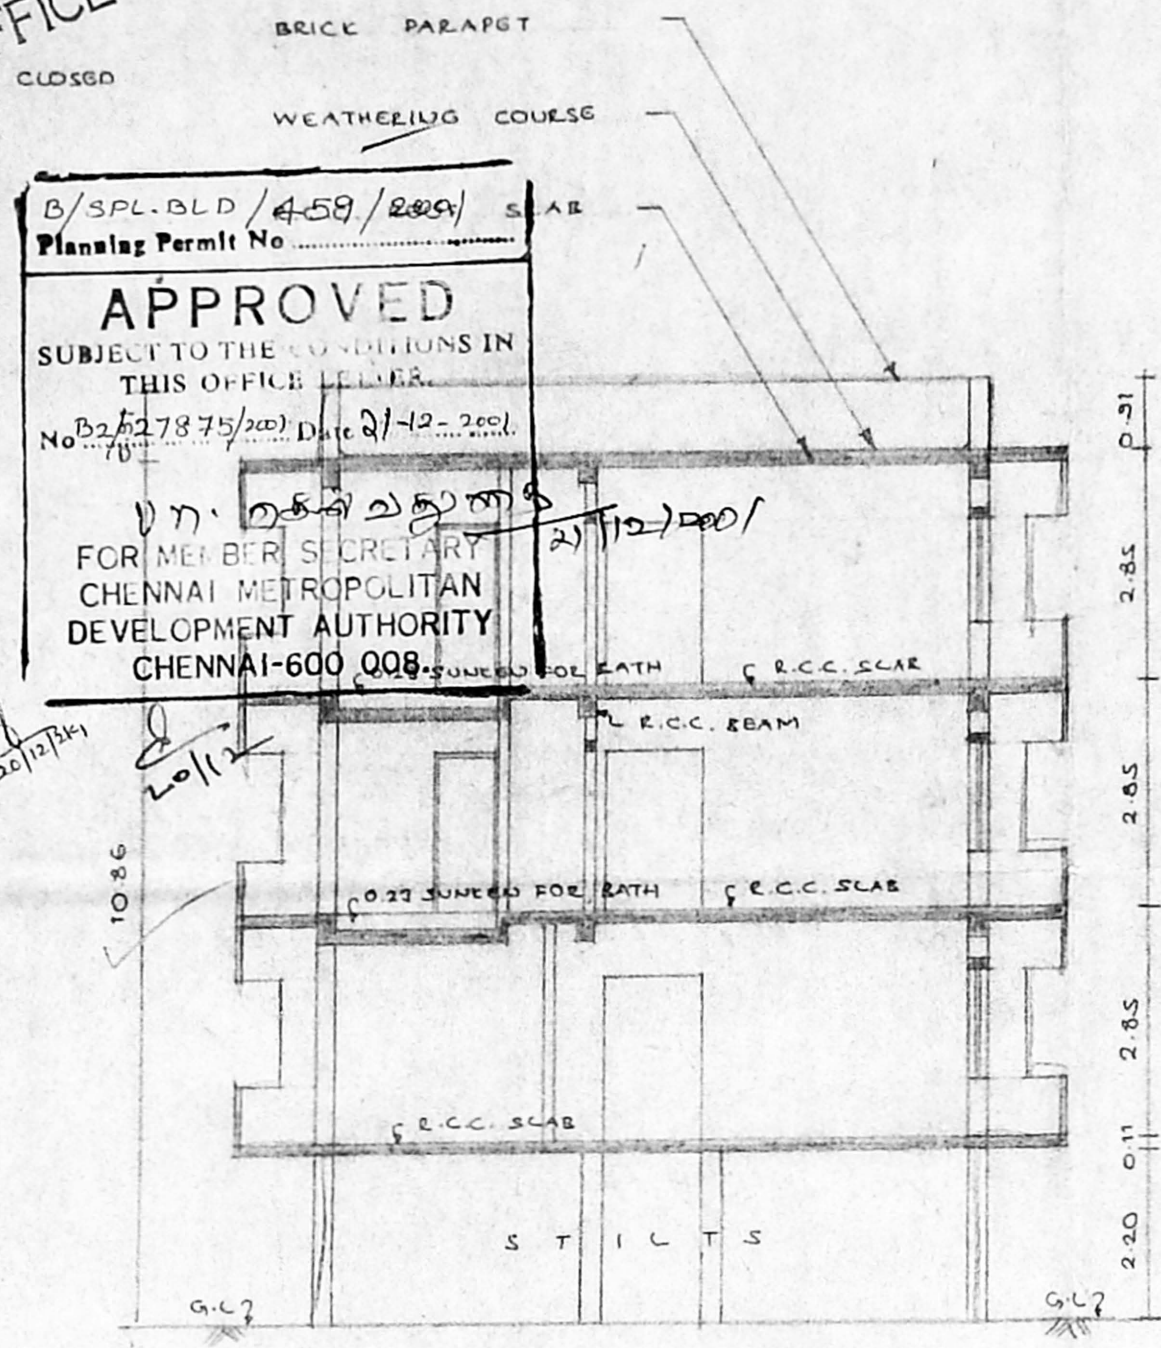 CLOSED
BRICK PARAPET
WEATHERING COURSE
SLAB
B/SPL.BLD/459/2001
Planning Permit No
APPROVED
SUBJECT TO THE CONDITIONS IN
THIS OFFICE LETTER.
No B2/27875/2001 Date 21-12-2001
21/12/2001
FOR MEMBER SECRETARY
CHENNAI METROPOLITAN
DEVELOPMENT AUTHORITY
CHENNAI-600 008.
SUNKEN FOR BATH
R.C.C. SLAB
R.C.C. BEAM
20/12
0.91
2.85
2.85
10.86
0.23 SUNKEN FOR BATH
R.C.C. SLAB
2.85
R.C.C. SLAB
0.11
2.20
STILTS
G.L
G.L